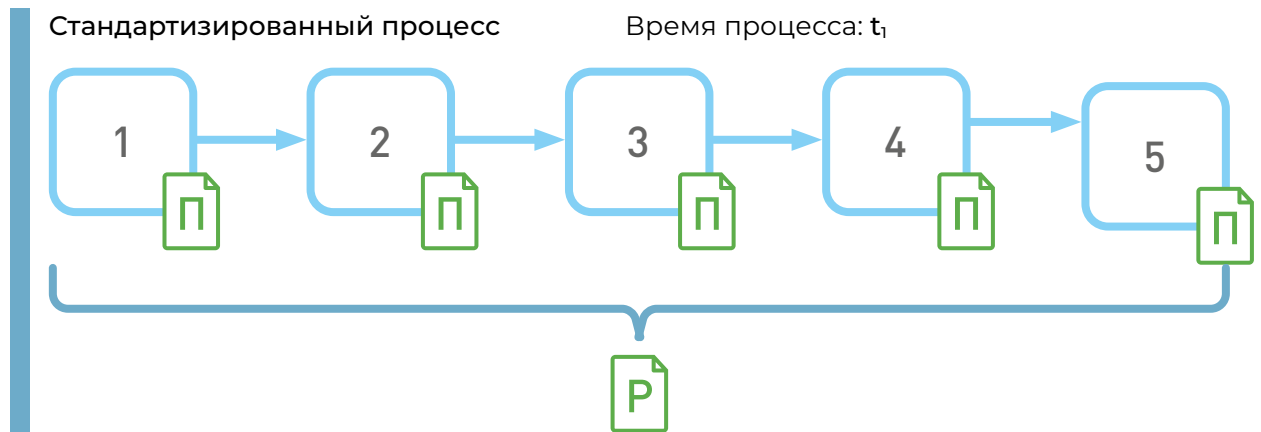 Стандартизированный процесс
Время процесса: t₁
1
2
3
4
5
П
П
П
П
П
Р